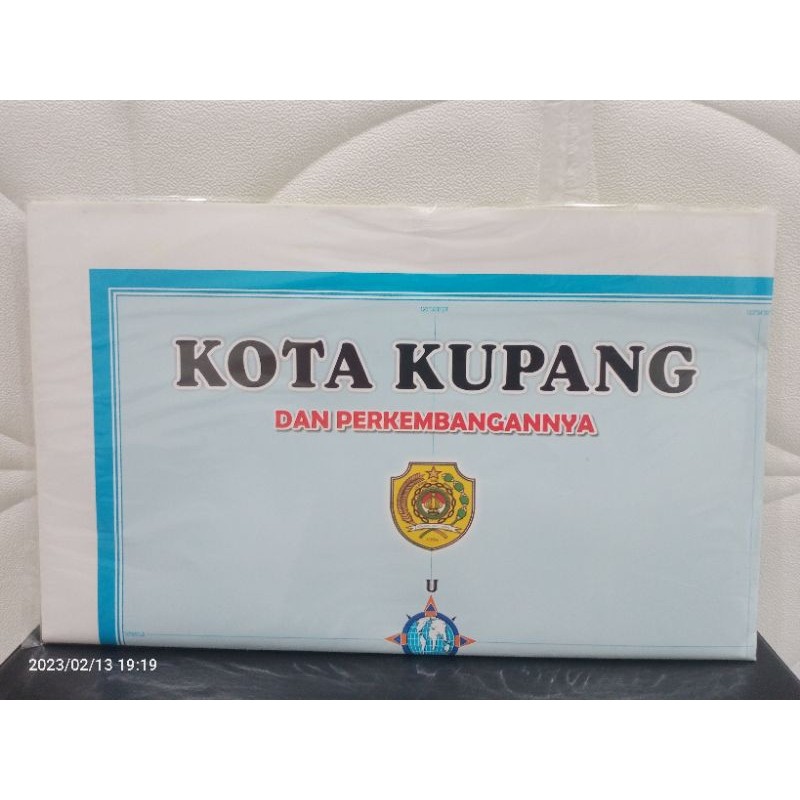 KOTA KUPANG
DAN PERKEMBANGANNYA
U
2023/02/13 19:19